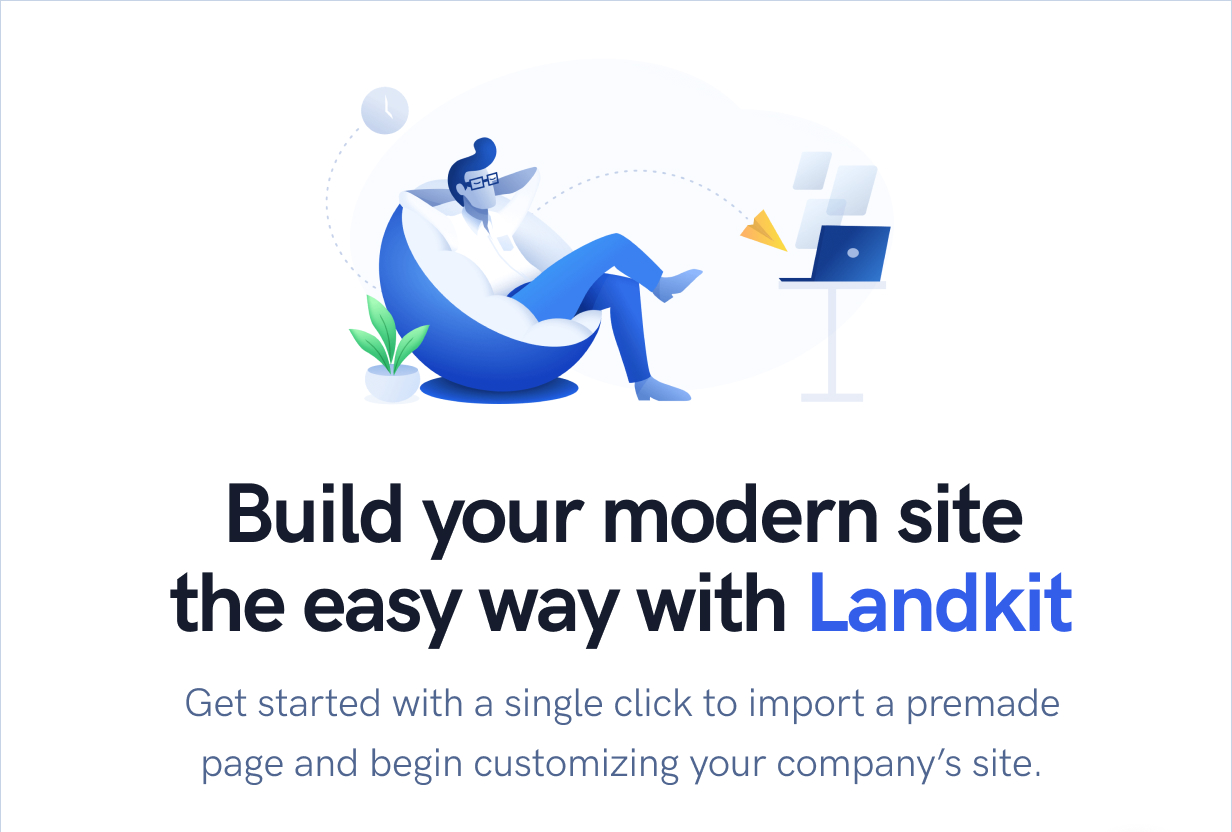 Build your modern site
the easy way with Landkit
Get started with a single click to import a premade
page and begin customizing your company’s site.